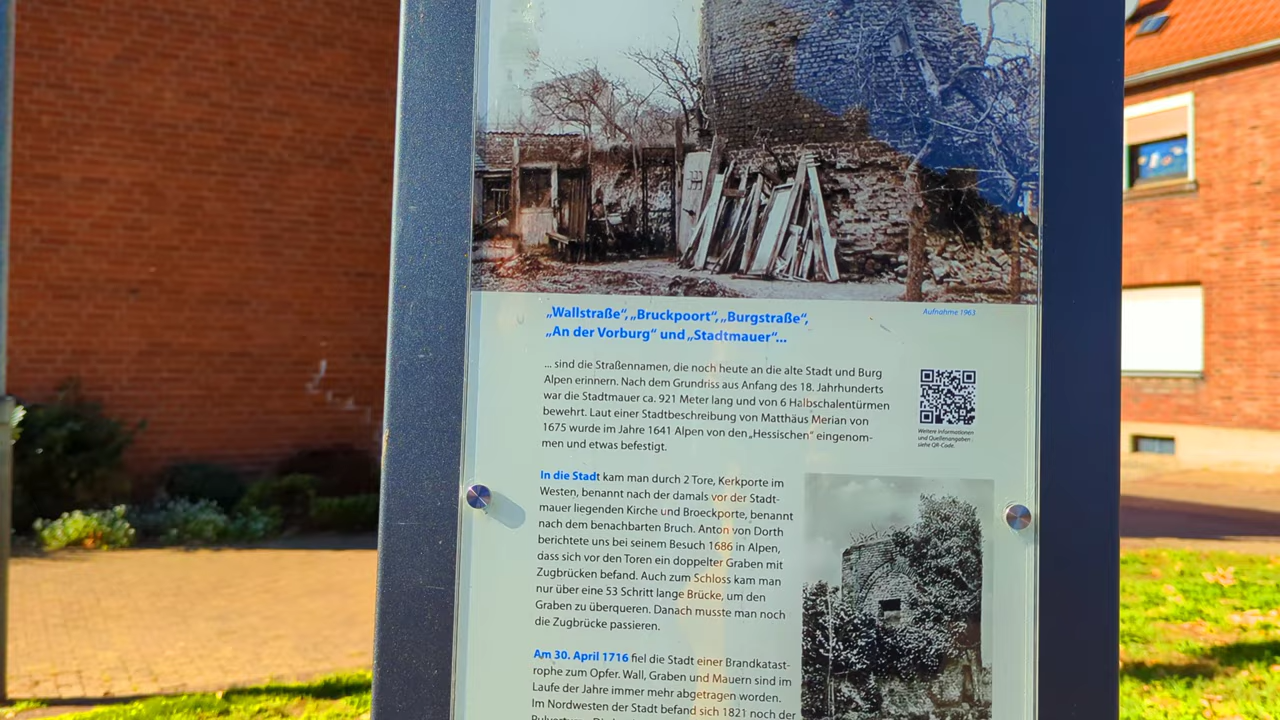 „Wallstraße“, „Bruckpoort“, „Burgstraße“,
„An der Vorburg“ und „Stadtmauer“...
Aufnahme 1963
... sind die Straßennamen, die noch heute an die alte Stadt und Burg
Alpen erinnern. Nach dem Grundriss aus Anfang des 18. Jahrhunderts
war die Stadtmauer ca. 921 Meter lang und von 6 Halbschalentürmen
bewehrt. Laut einer Stadtbeschreibung von Matthäus Merian von
1675 wurde im Jahre 1641 Alpen von den „Hessischen“ eingenom-
men und etwas befestigt.
Weitere Informationen
und Quellenangaben
siehe QR-Code.
In die Stadt kam man durch 2 Tore, Kerkporte im
Westen, benannt nach der damals vor der Stadt-
mauer liegenden Kirche und Broeckporte, benannt
nach dem benachbarten Bruch. Anton von Dorth
berichtete uns bei seinem Besuch 1686 in Alpen,
dass sich vor den Toren ein doppelter Graben mit
Zugbrücken befand. Auch zum Schloss kam man
nur über eine 53 Schritt lange Brücke, um den
Graben zu überqueren. Danach musste man noch
die Zugbrücke passieren.
Am 30. April 1716 fiel die Stadt einer Brandkatast-
rophe zum Opfer. Wall, Graben und Mauern sind im
Laufe der Jahre immer mehr abgetragen worden.
Im Nordwesten der Stadt befand sich 1821 noch der